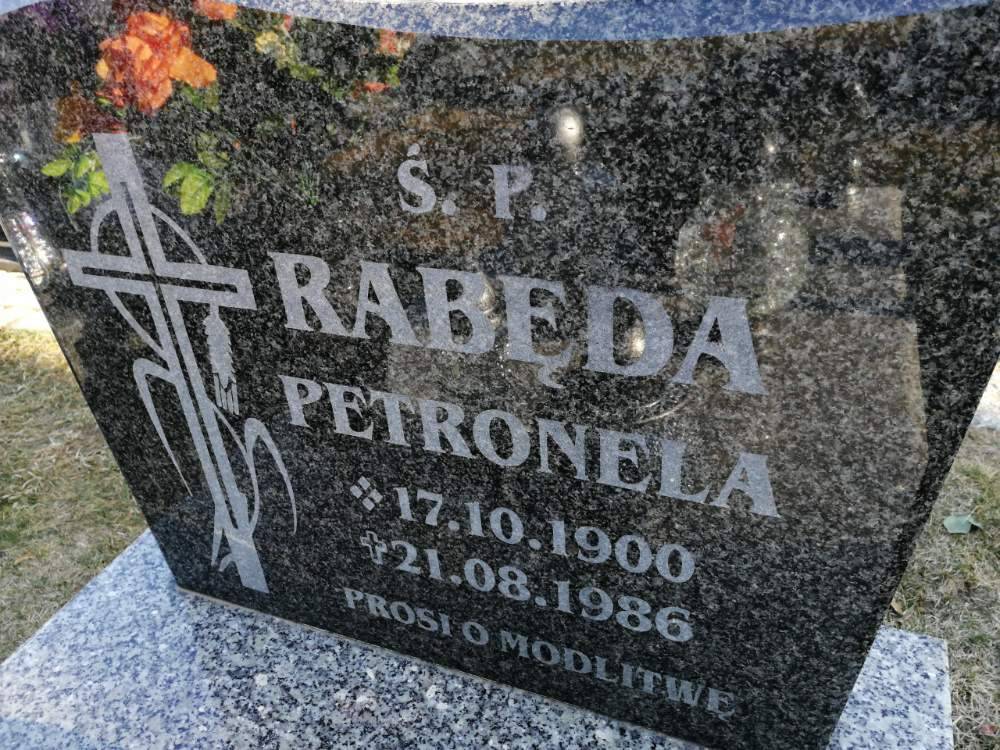 Ś. P.
RABĘDA
PETRONELA
17.10.1900
21.08.1986
PROSI O MODLITWĘ